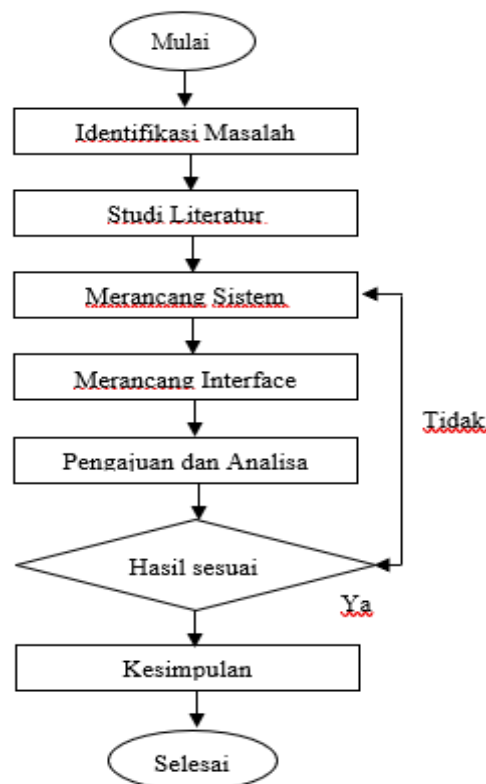 Mulai
Identifikasi Masalah
Studi Literatur
Merancang Sistem
Merancang Interface
Tidak
Pengajuan dan Analisa
Hasil sesuai
Ya
Kesimpulan
Selesai